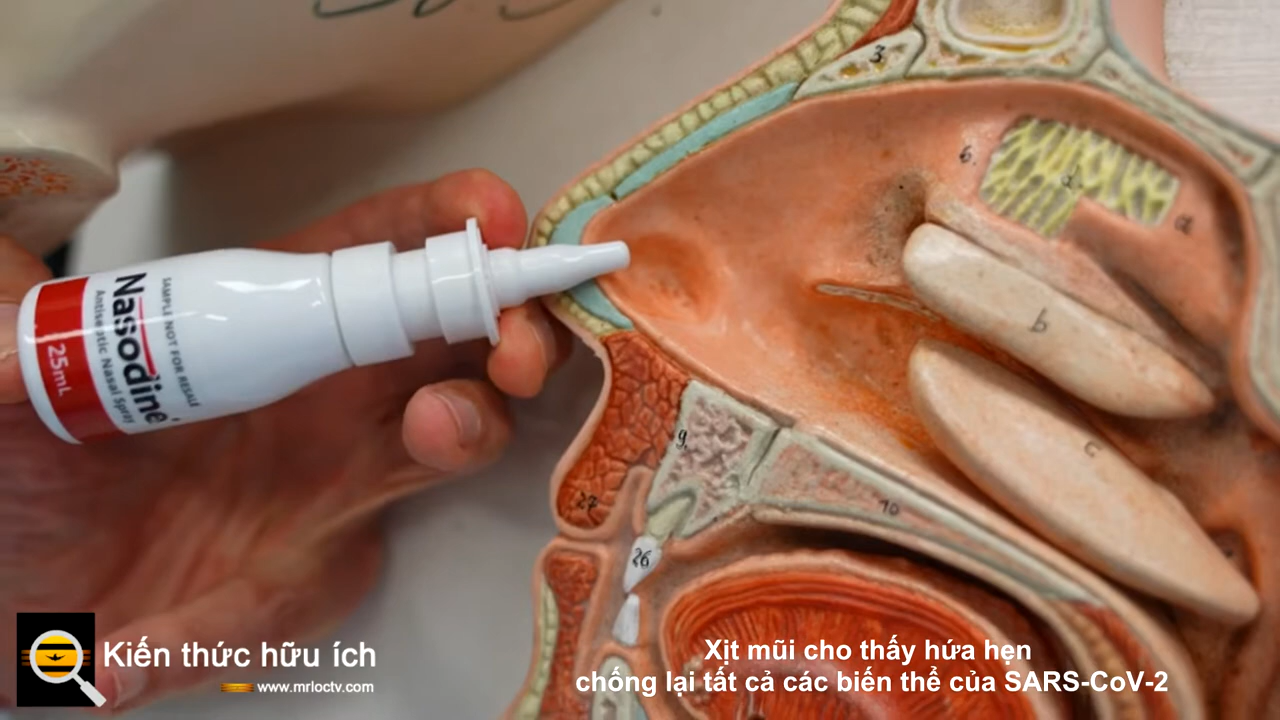 3.
6.
d.
a
b
c
9.
10
27
26
SAMPLE NOT FOR RESALE
Nasodine
Antiseptic Nasal Spray
25mL
Kiến thức hữu ích
www.mrloctv.com
Xịt mũi cho thấy hứa hẹn
chống lại tất cả các biến thể của SARS-CoV-2